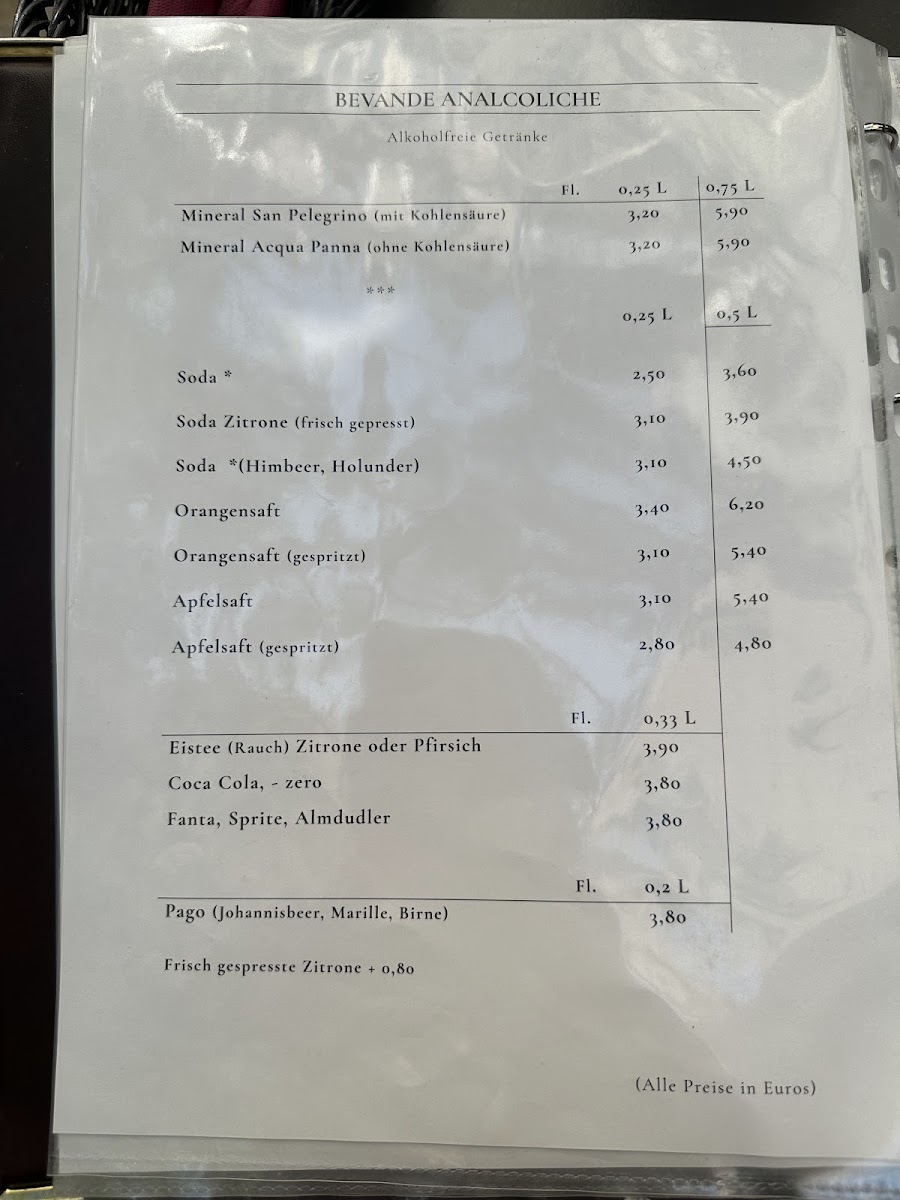 BEVANDE ANALCOLICHE
Alkoholfreie Getränke
Fl. 0,25 L 0,75 L
Mineral San Pelegrino (mit Kohlensäure) 3,20 5,90
Mineral Acqua Panna (ohne Kohlensäure) 3,20 5,90
***
0,25 L 0,5 L
Soda * 2,50 3,60
Soda Zitrone (frisch gepresst) 3,10 3,90
Soda *(Himbeer, Holunder) 3,10 4,50
Orangensaft 3,40 6,20
Orangensaft (gespritzt) 3,10 5,40
Apfelsaft 3,10 5,40
Apfelsaft (gespritzt) 2,80 4,80
Fl. 0,33 L
Eistee (Rauch) Zitrone oder Pfirsich 3,90
Coca Cola, - zero 3,80
Fanta, Sprite, Almdudler 3,80
Fl. 0,2 L
Pago (Johannisbeer, Marille, Birne) 3,80
Frisch gespresste Zitrone + 0,80
(Alle Preise in Euros)